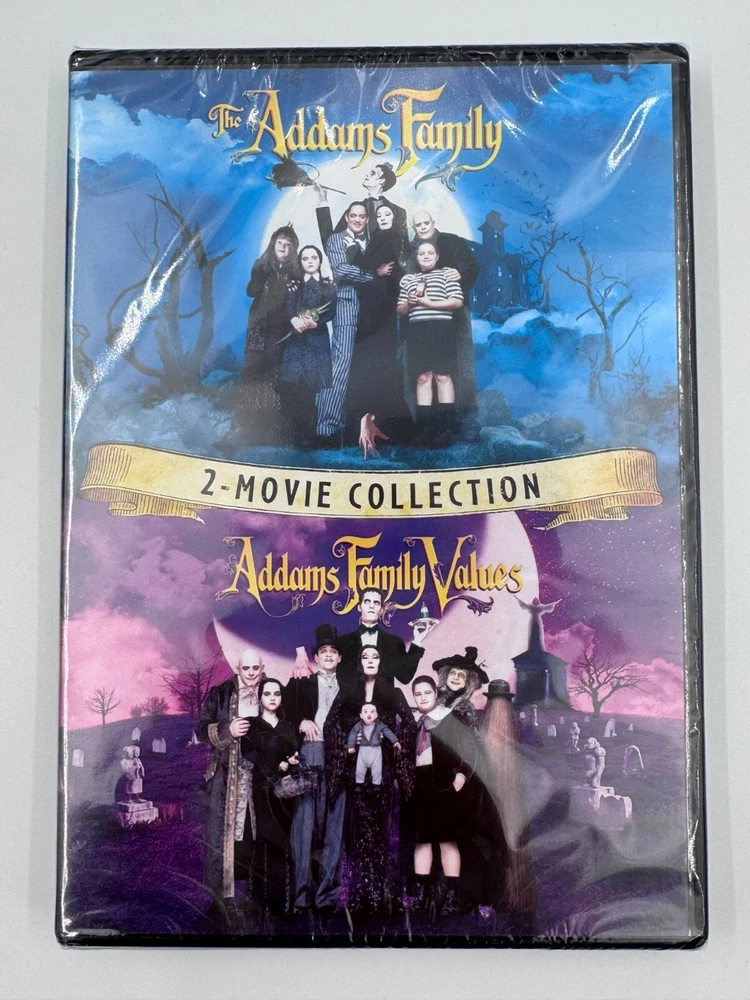 The Addams Family
2-MOVIE COLLECTION
Addams Family Values